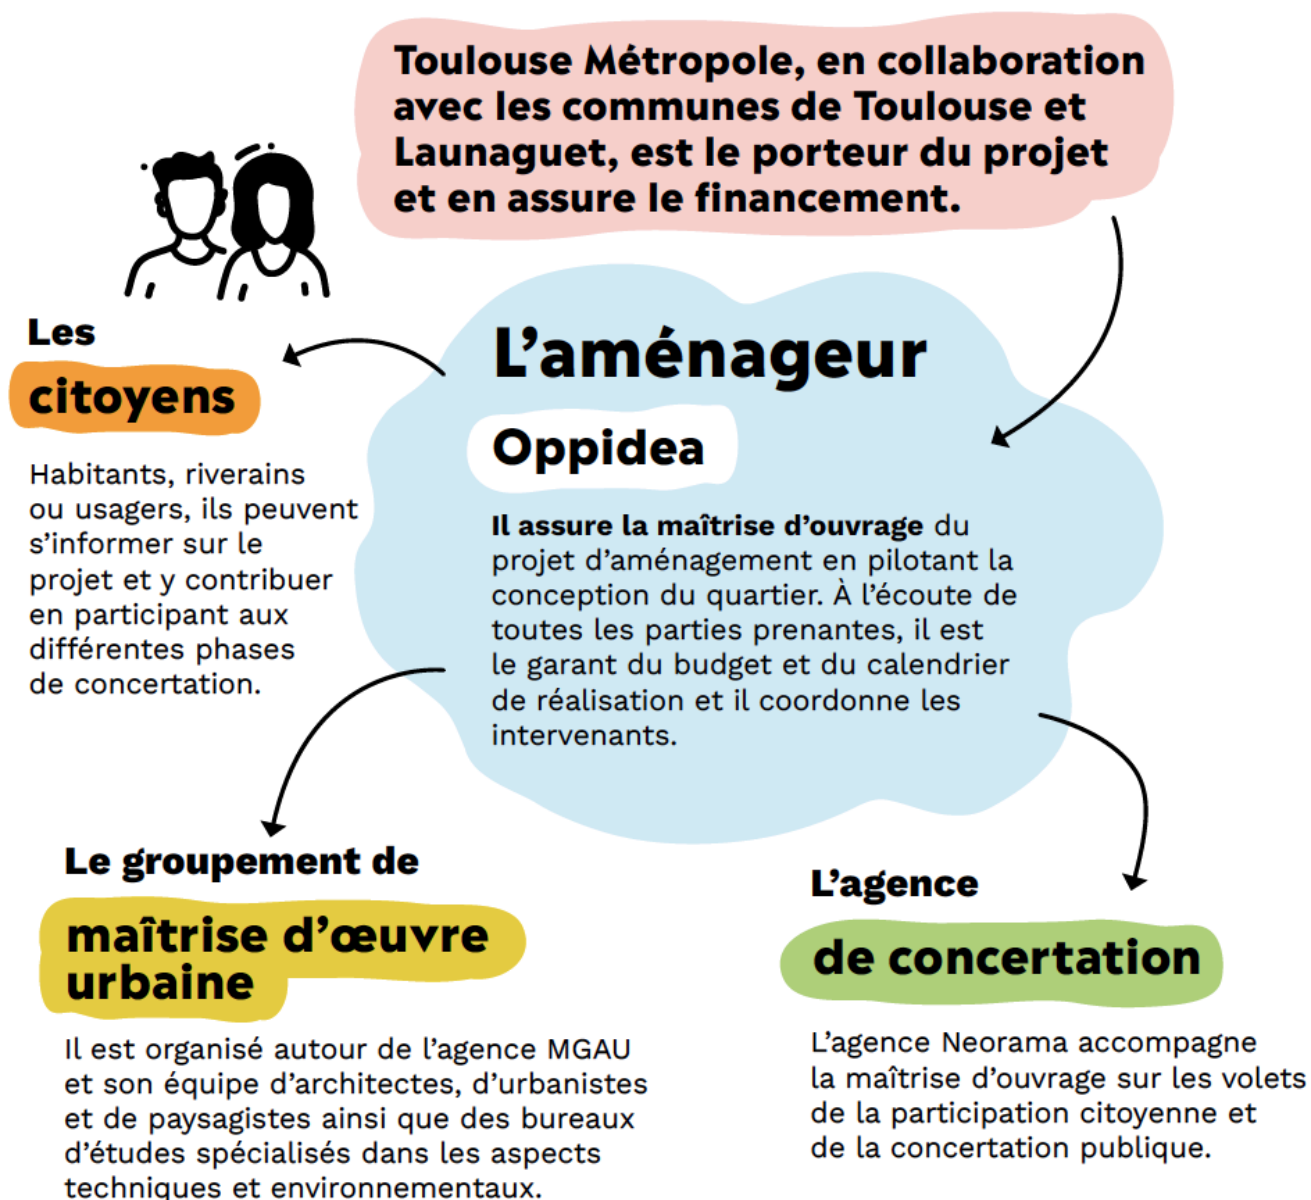 Toulouse Métropole, en collaboration
avec les communes de Toulouse et
Launaguet, est le porteur du projet
et en assure le financement.
Les
citoyens
Habitants, riverains
ou usagers, ils peuvent
s’informer sur le
projet et y contribuer
en participant aux
différentes phases
de concertation.
L’aménageur
Oppidea
Il assure la maîtrise d’ouvrage du
projet d’aménagement en pilotant la
conception du quartier. À l’écoute de
toutes les parties prenantes, il est
le garant du budget et du calendrier
de réalisation et il coordonne les
intervenants.
Le groupement de
maîtrise d’œuvre
urbaine
Il est organisé autour de l’agence MGAU
et son équipe d’architectes, d’urbanistes
et de paysagistes ainsi que des bureaux
d’études spécialisés dans les aspects
techniques et environnementaux.
L’agence
de concertation
L’agence Neorama accompagne
la maîtrise d’ouvrage sur les volets
de la participation citoyenne et
de la concertation publique.